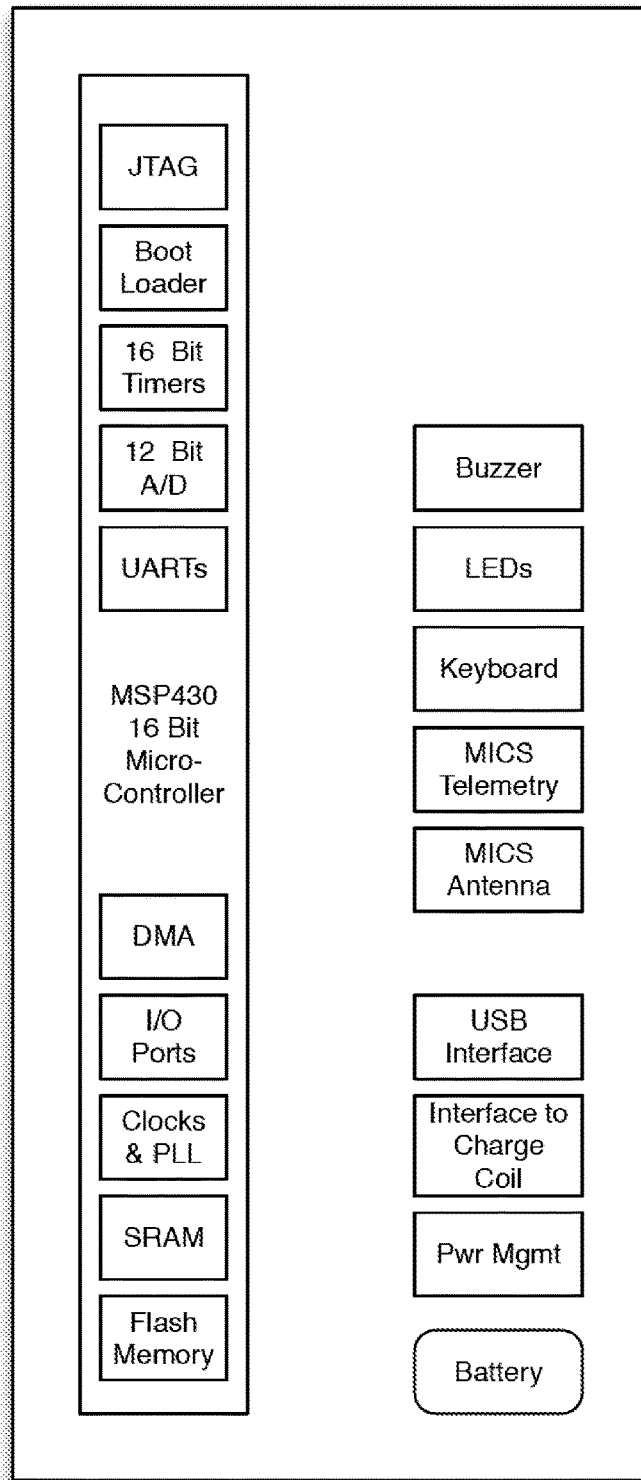 JTAG
Boot
Loader
16 Bit
Timers
12 Bit
A/D
UARTs
MSP430
16 Bit
Micro-
Controller
DMA
I/O
Ports
Clocks
& PLL
SRAM
Flash
Memory
Buzzer
LEDs
Keyboard
MICS
Telemetry
MICS
Antenna
USB
Interface
Interface to
Charge
Coil
Pwr Mgmt
Battery